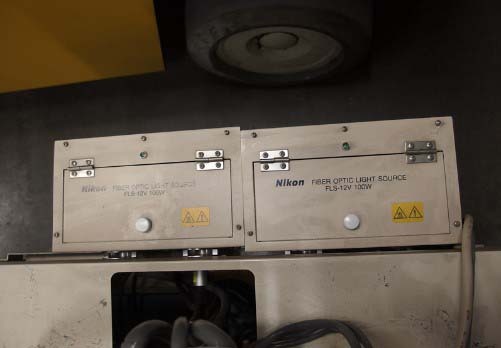 Nikon FIBER OPTIC LIGHT SOURCE
FLS-12V 100W
Nikon FIBER OPTIC LIGHT SOURCE
FLS-12V 100W